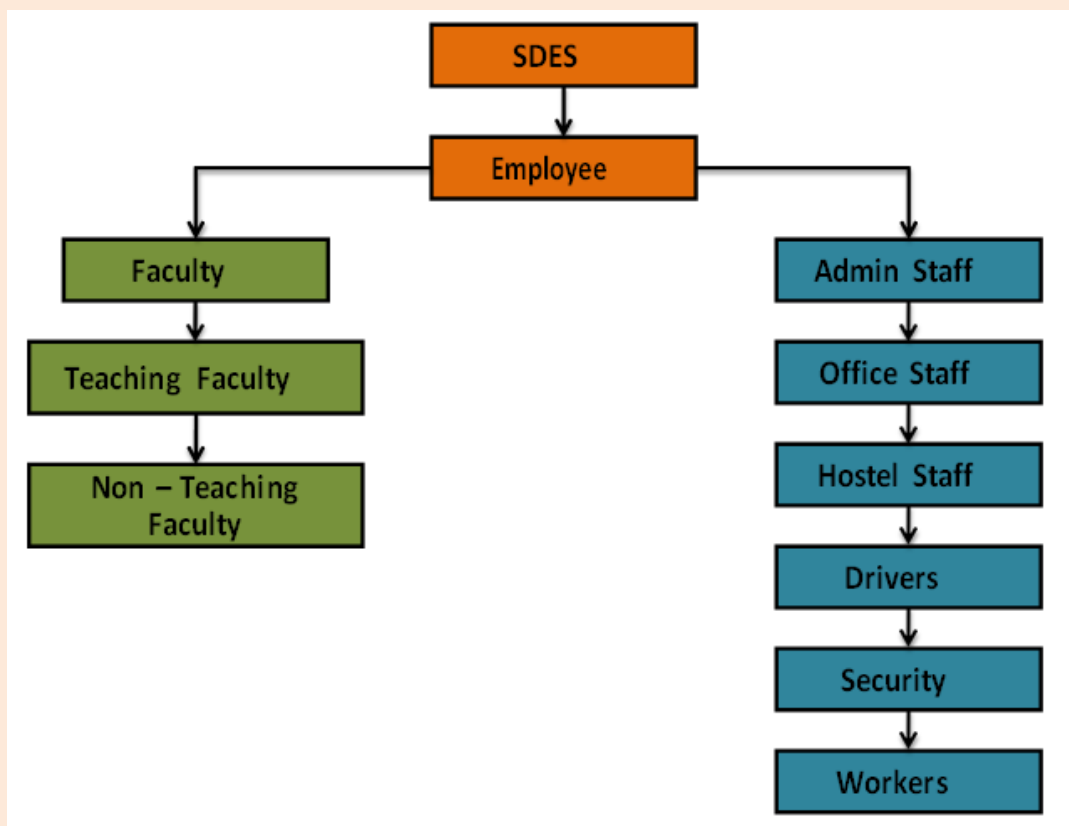 SDES
Employee
Faculty
Teaching Faculty
Non – Teaching
Faculty
Admin Staff
Office Staff
Hostel Staff
Drivers
Security
Workers